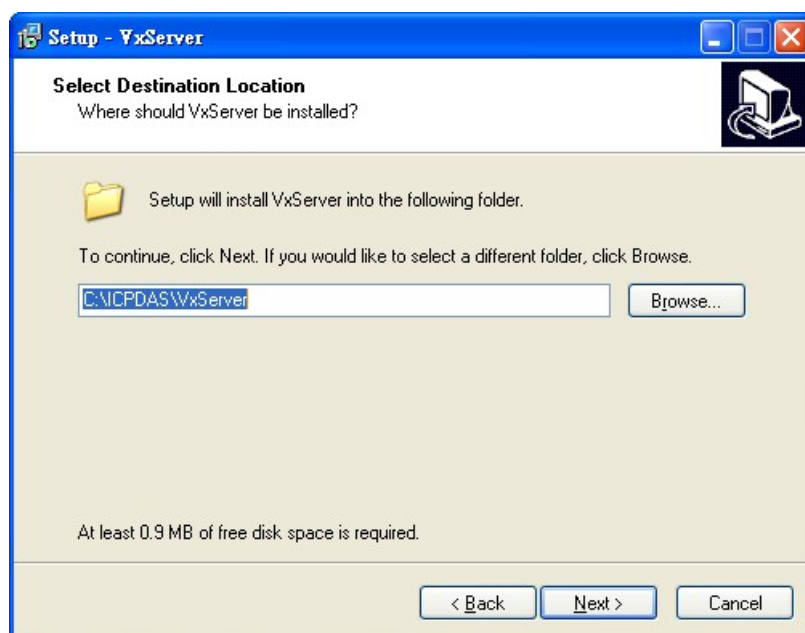 Setup - VxServer
Select Destination Location
Where should VxServer be installed?
Setup will install VxServer into the following folder.
To continue, click Next. If you would like to select a different folder, click Browse.
C:\ICPDAS\VxServer
Browse...
At least 0.9 MB of free disk space is required.
< Back
Next >
Cancel